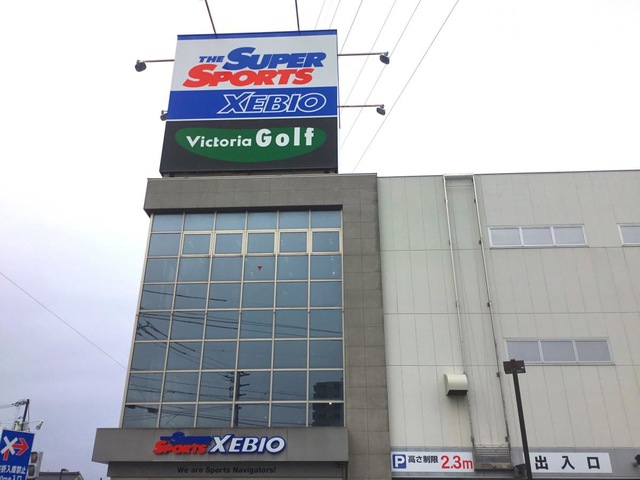 THE SUPER
SPORTS
XEBIO
Victoria Golf
SUPER
SPORTS XEBIO
We are Sports Navigators!
P 高さ制限 2.3m
出入口